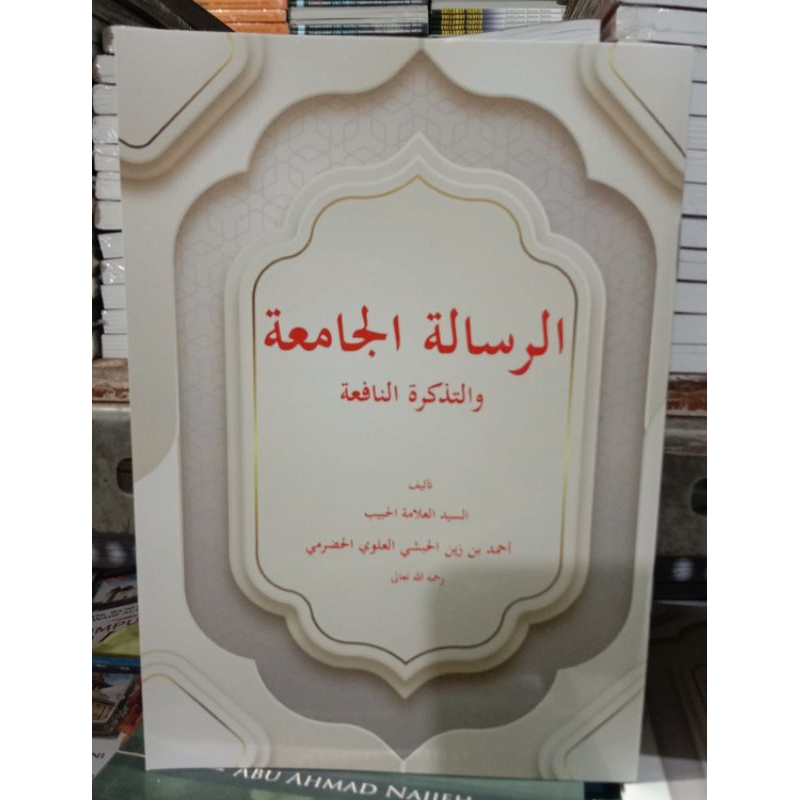 الرسالة الجامعة
والتذكرة النافعة
تأليف
السيد العلامة الحبيب
أحمد بن زين الحبشي العلوي الحضرمي
رحمه الله تعالى
ABU AHMAD NAJIEH